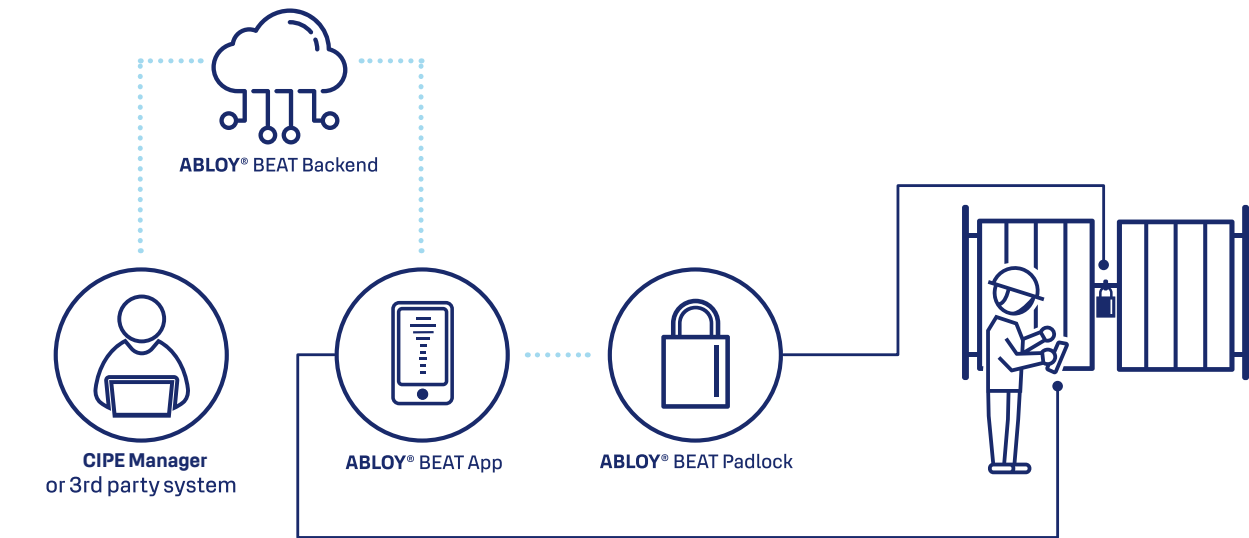 ABLOY® BEAT Backend
CIPE Manager
or 3rd party system
ABLOY® BEAT App
ABLOY® BEAT Padlock